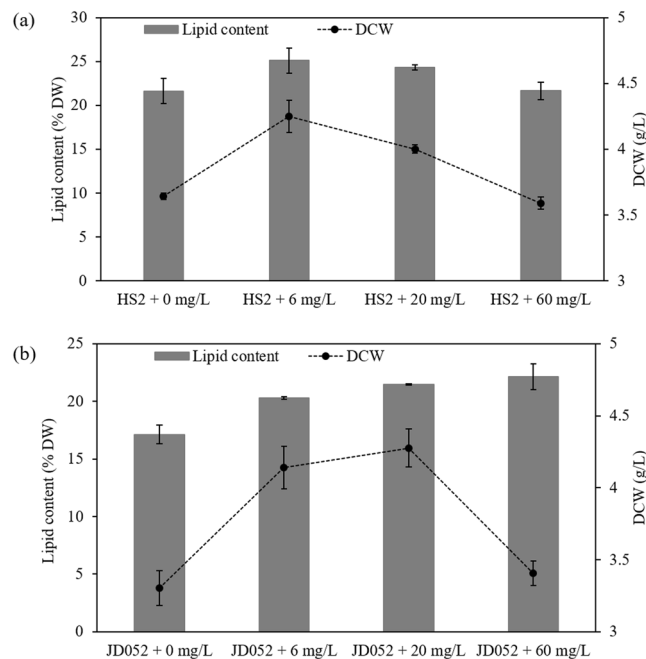 (a)
Lipid content DCW
Lipid content (% DW)
30
25
20
15
10
5
0
5
4.5
4
3.5
3
DCW (g/L)
HS2 + 0 mg/L HS2 + 6 mg/L HS2 + 20 mg/L HS2 + 60 mg/L
(b)
Lipid content DCW
Lipid content (% DW)
25
20
15
10
5
0
5
4.5
4
3.5
3
DCW (g/L)
JD052 + 0 mg/L JD052 + 6 mg/L JD052 + 20 mg/L JD052 + 60 mg/L